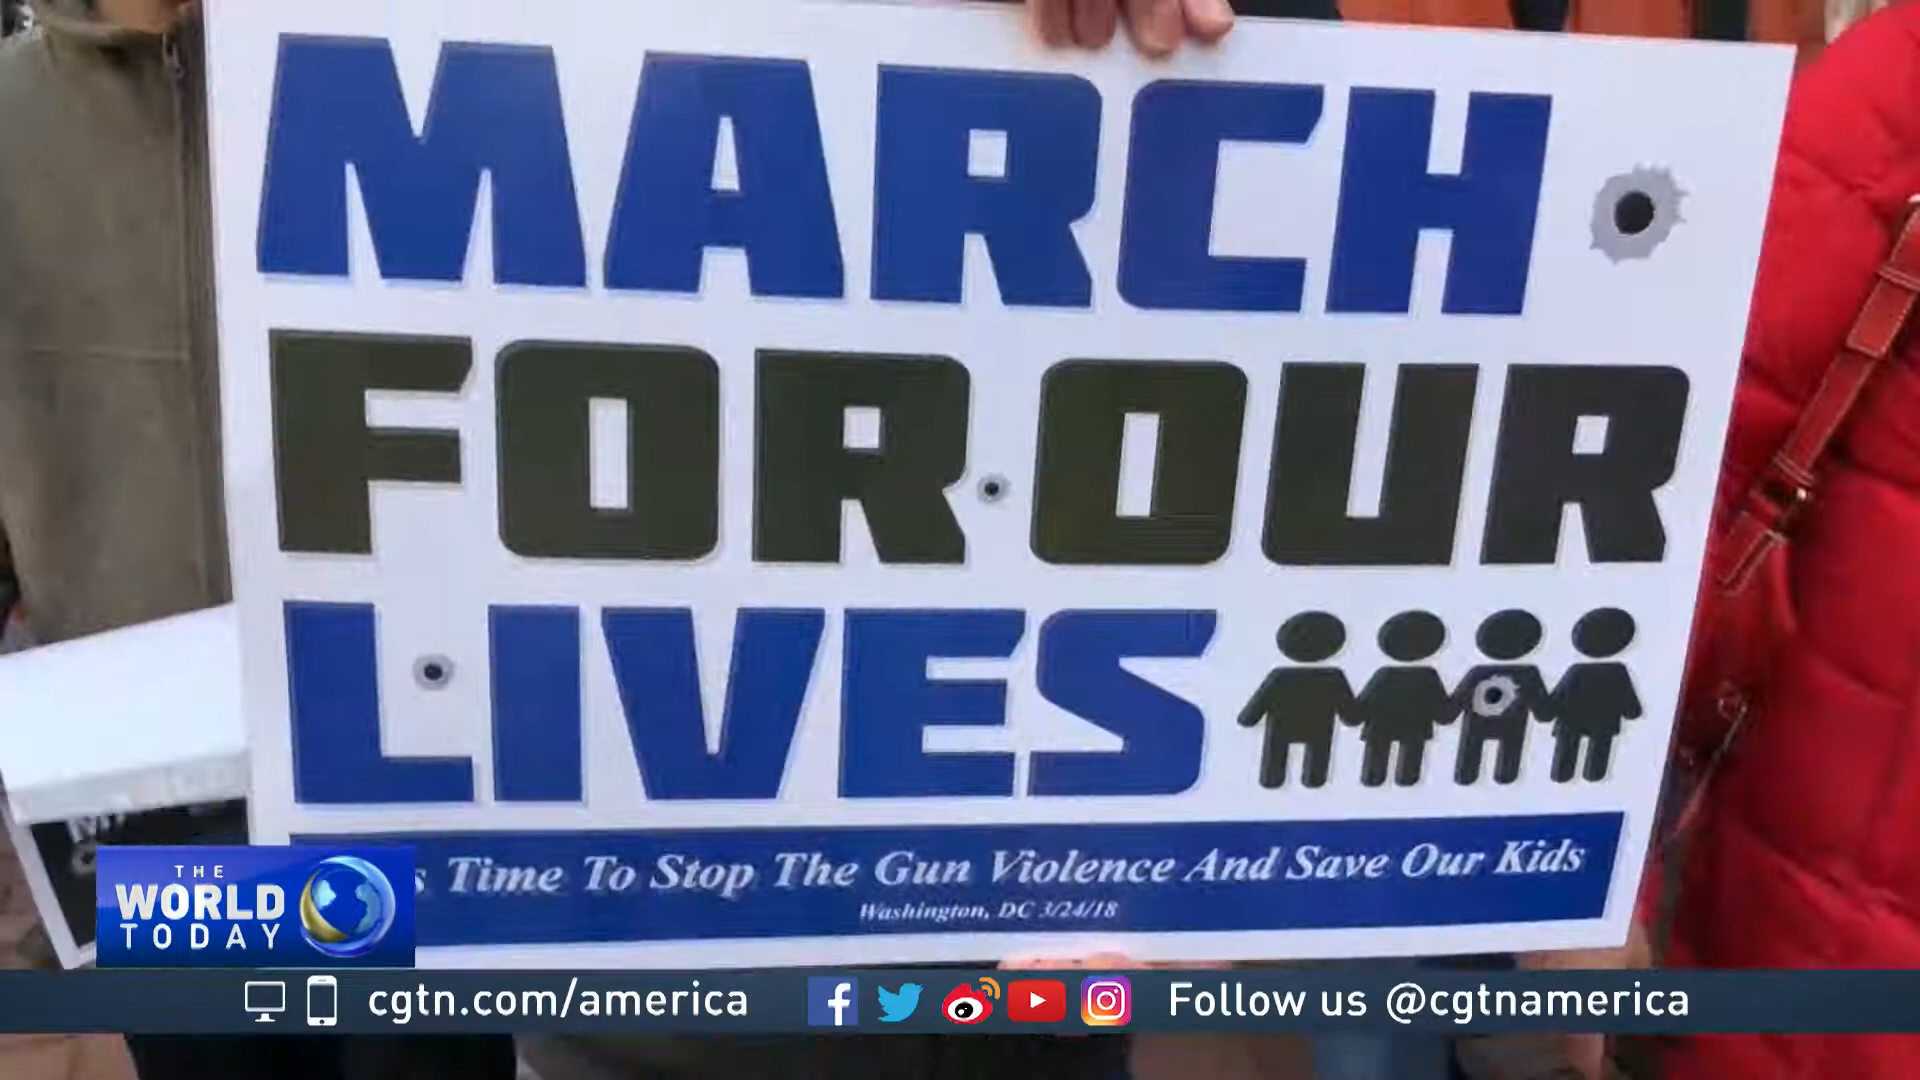 MARCH
FOR OUR
LIVES
s Time To Stop The Gun Violence And Save Our Kids
Washington, DC 3/24/18
THE
WORLD
TODAY
cgtn.com/america
Follow us @cgtnamerica